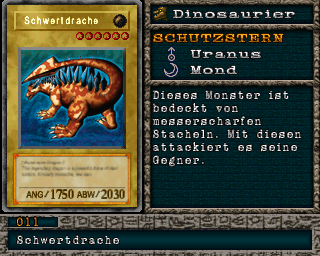 Schwertdrache
ANG/1750 ABW/2030
Dinosaurier
SCHUTZSTERN
Uranus
Mond
Dieses Monster ist
bedeckt von
messerscharfen
Stacheln. Mit diesen
attackiert es seine
Gegner.
011
Schwertdrache